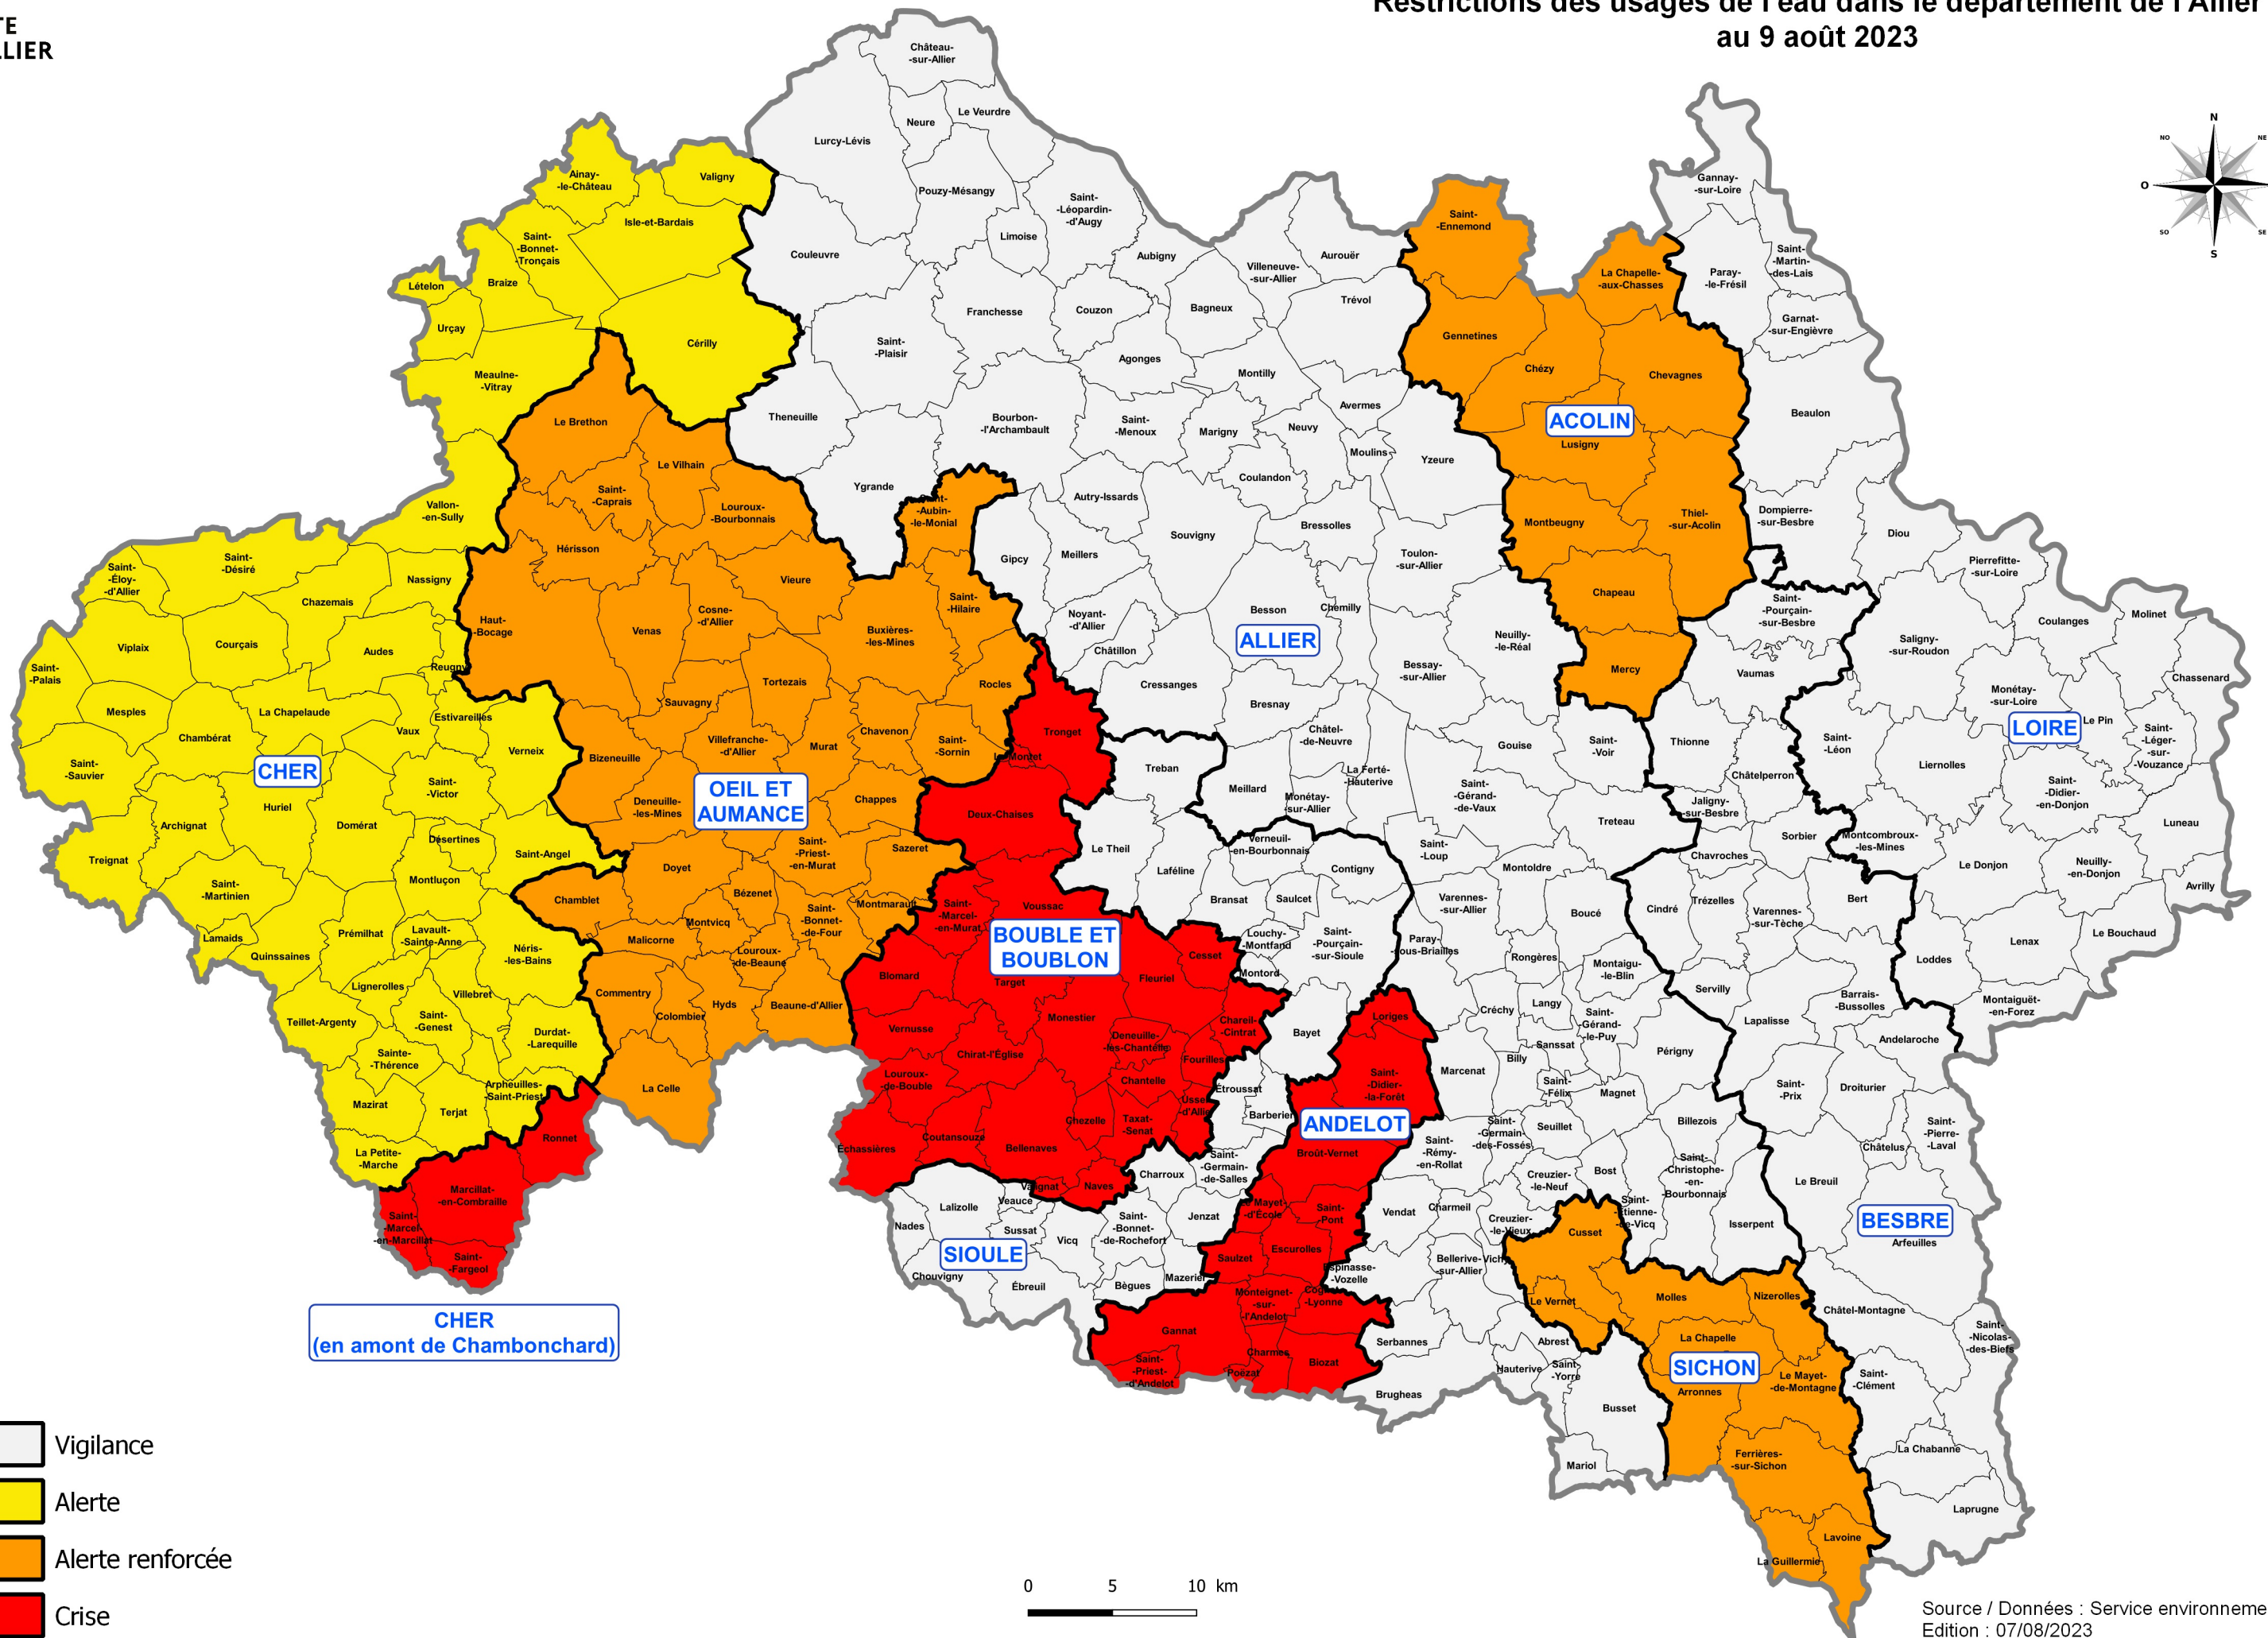 TE
LLIER
Restrictions des usages de l'eau dans le département de l'Allier
au 9 août 2023
N
NO
NE
O
SO
SE
S
Château-
-sur-Allier
Le Veurdre
Neure
Lurcy-Lévis
Pouzy-Mésangy
Saint-
-Léopardin-
-d'Augy
Limoise
Couleuvre
Aubigny
Villeneuve-
-sur-Allier
Aurouër
Trévol
Bagneux
Couzon
Franchesse
Saint-
-Plaisir
Agonges
Montilly
Avermes
Neuvy
Moulins
Yzeure
Marigny
Saint-
-Menoux
Bourbon-
-l'Archambault
Theneuille
Ygrande
Coulandon
Autry-Issards
Souvigny
Bressolles
Toulon-
-sur-Allier
Gipcy
Meillers
Noyant-
-d'Allier
Châtillon
Besson
Chemilly
ALLIER
Cressanges
Bresnay
Bessay-
-sur-Allier
Neuilly-
-le-Réal
Châtel-
-de-Neuvre
Gouise
Saint-
-Voir
Treban
Meillard
Monétay-
-sur-Allier
La Ferté-
-Hauterive
Saint-
-Gérand-
-de-Vaux
Treteau
Le Theil
Verneuil-
-en-Bourbonnais
Contigny
Saint-
-Loup
Montoldre
Laféline
Bransat
Saulcet
Varennes-
-sur-Allier
Boucé
Louchy-
-Montfand
Saint-
-Pourçain-
-sur-Sioule
Paray-
-sous-Briailles
Rongères
Montaigu-
-le-Blin
Montord
Bayet
Créchy
Langy
Saint-
-Gérand-
-le-Puy
Sanssat
Billy
Périgny
Marcenat
Saint-
-Félix
Magnet
Étroussat
Barberier
Saint-
-Germain-
-des-Fossés
Seuillet
Billezois
Saint-
-Rémy-
-en-Rollat
Saint-
-Germain-
-de-Salles
Charroux
Creuzier-
-le-Neuf
Bost
Saint-
-Christophe-
-en-
-Bourbonnais
Saint-
-Étienne-
-de-Vicq
Isserpent
Vendat
Charmeil
Creuzier-
-le-Vieux
Bellerive-
-sur-Allier
Vichy
Espinasse-
-Vozelle
Serbannes
Brugheas
Abrest
Hauterive
Saint-
-Yorre
Busset
Mariol
Lalizolle
Veauce
Nades
Sussat
Vicq
Saint-
-Bonnet-
-de-Rochefort
Jenzat
SIOULE
Chouvigny
Ébreuil
Bègues
Mazerier
Ainay-
-le-Château
Valigny
Isle-et-Bardais
Saint-
-Bonnet-
-Tronçais
Braize
Lételon
Urçay
Cérilly
Meaulne-
-Vitray
Vallon-
-en-Sully
Saint-
-Désiré
Saint-
-Éloy-
-d'Allier
Nassigny
Chazemais
Viplaix
Courçais
Audes
Reugny
Saint-
-Palais
Mesples
La Chapelaude
Estivareilles
Vaux
Chambérat
Verneix
Saint-
-Sauvier
CHER
Huriel
Saint-
-Victor
Archignat
Domérat
Désertines
Treignat
Saint-Angel
Montluçon
Saint-
-Martinien
Lamaids
Prémilhat
Lavault-
-Sainte-Anne
Néris-
-les-Bains
Quinssaines
Lignerolles
Villebret
Teillet-Argenty
Saint-
-Genest
Durdat-
-Larequille
Sainte-
-Thérence
Arpheuilles-
-Saint-Priest
Mazirat
Terjat
La Petite-
-Marche
Ronnet
Marcillat-
-en-Combraille
Saint-
-Marcel-
-en-Marcillat
Saint-
-Fargeol
CHER
(en amont de Chambonchard)
Le Brethon
Le Vilhain
Saint-
-Caprais
Louroux-
-Bourbonnais
Hérisson
Vieure
Haut-
-Bocage
Venas
Cosne-
-d'Allier
Buxières-
-les-Mines
-Aubin-
-le-Monial
Saint-
-Hilaire
Rocles
Tortezais
Sauvagny
Villefranche-
-d'Allier
Murat
Chavenon
Saint-
-Sornin
Bizeneuille
OEIL ET
AUMANCE
Deneuille-
-les-Mines
Chappes
Saint-
-Priest-
-en-Murat
Sazeret
Doyet
Bézenet
Chamblet
Montmarault
Montvicq
Saint-
-Bonnet-
-de-Four
Malicorne
Louroux-
-de-Beaune
Commentry
Colombier
Hyds
Beaune-d'Allier
La Celle
Tronget
Le Montet
Deux-Chaises
Voussac
Saint-
-Marcel-
-en-Murat
BOUBLE ET
BOUBLON
Cesset
Blomard
Target
Fleuriel
Vernusse
Monestier
Chareil-
-Cintrat
Deneuille-
-lès-Chantelle
Chirat-l'Église
Fourilles
Louroux-
-de-Bouble
Chantelle
Ussel-
-d'Allier
Taxat-
-Senat
Chezelle
Coutansouze
Bellenaves
Échassières
Valignat
Naves
Loriges
Saint-
-Didier-
-la-Forêt
ANDELOT
Broût-Vernet
Le Mayet-
-d'École
Saint-
-Pont
Saulzet
Escurolles
Monteignet-
-sur-
-l'Andelot
-Lyonne
Gannat
Charmes
Biozat
Saint-
-Priest-
-d'Andelot
Poëzat
Saint-
-Ennemond
La Chapelle-
-aux-Chasses
Gennetines
Chézy
Chevagnes
ACOLIN
Lusigny
Montbeugny
Thiel-
-sur-Acolin
Chapeau
Mercy
Gannay-
-sur-Loire
Paray-
-le-Frésil
Saint-
-Martin-
-des-Lais
Garnat-
-sur-Engièvre
Beaulon
Dompierre-
-sur-Besbre
Diou
Pierrefitte-
-sur-Loire
Saint-
-Pourçain-
-sur-Besbre
Coulanges
Molinet
Saligny-
-sur-Roudon
Vaumas
Chassenard
Monétay-
-sur-Loire
LOIRE
Le Pin
Thionne
Saint-
-Léon
Saint-
-Léger-
-sur-
-Vouzance
Liernolles
Châtelperron
Saint-
-Didier-
-en-Donjon
Jaligny-
-sur-Besbre
Luneau
Sorbier
Montcombroux-
-les-Mines
Chavroches
Le Donjon
Neuilly-
-en-Donjon
Avrilly
Bert
Trézelles
Cindré
Varennes-
-sur-Tèche
Le Bouchaud
Lenax
Loddes
Servilly
Barrais-
-Bussolles
Montaiguët-
-en-Forez
Lapalisse
Andelaroche
Saint-
-Prix
Droiturier
Saint-
-Pierre-
-Laval
Châtelus
Le Breuil
BESBRE
Arfeuilles
Châtel-Montagne
Saint-
-Nicolas-
-des-Biefs
Saint-
-Clément
La Chabanne
Laprugne
Cusset
Le Vernet
Molles
Nizerolles
La Chapelle
SICHON
Arronnes
Le Mayet-
-de-Montagne
Ferrières-
-sur-Sichon
Lavoine
La Guillermie
Vigilance
Alerte
Alerte renforcée
Crise
0 5 10 km
Source / Données : Service environneme
Edition : 07/08/2023